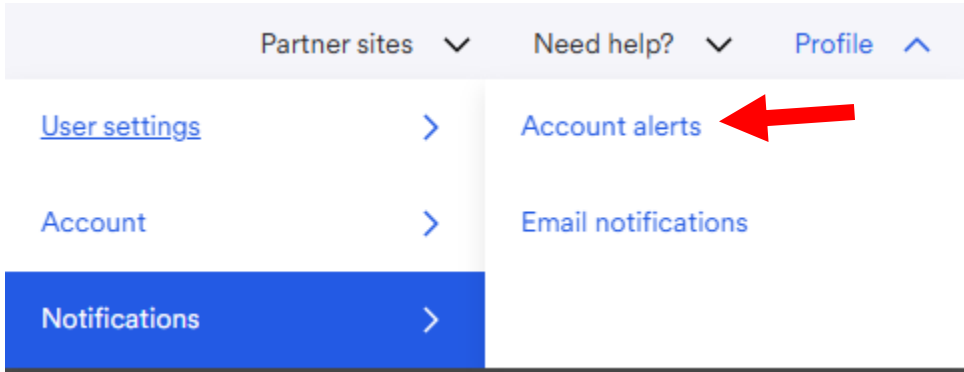 Partner sites Need help? Profile
User settings Account alerts
Account Email notifications
Notifications